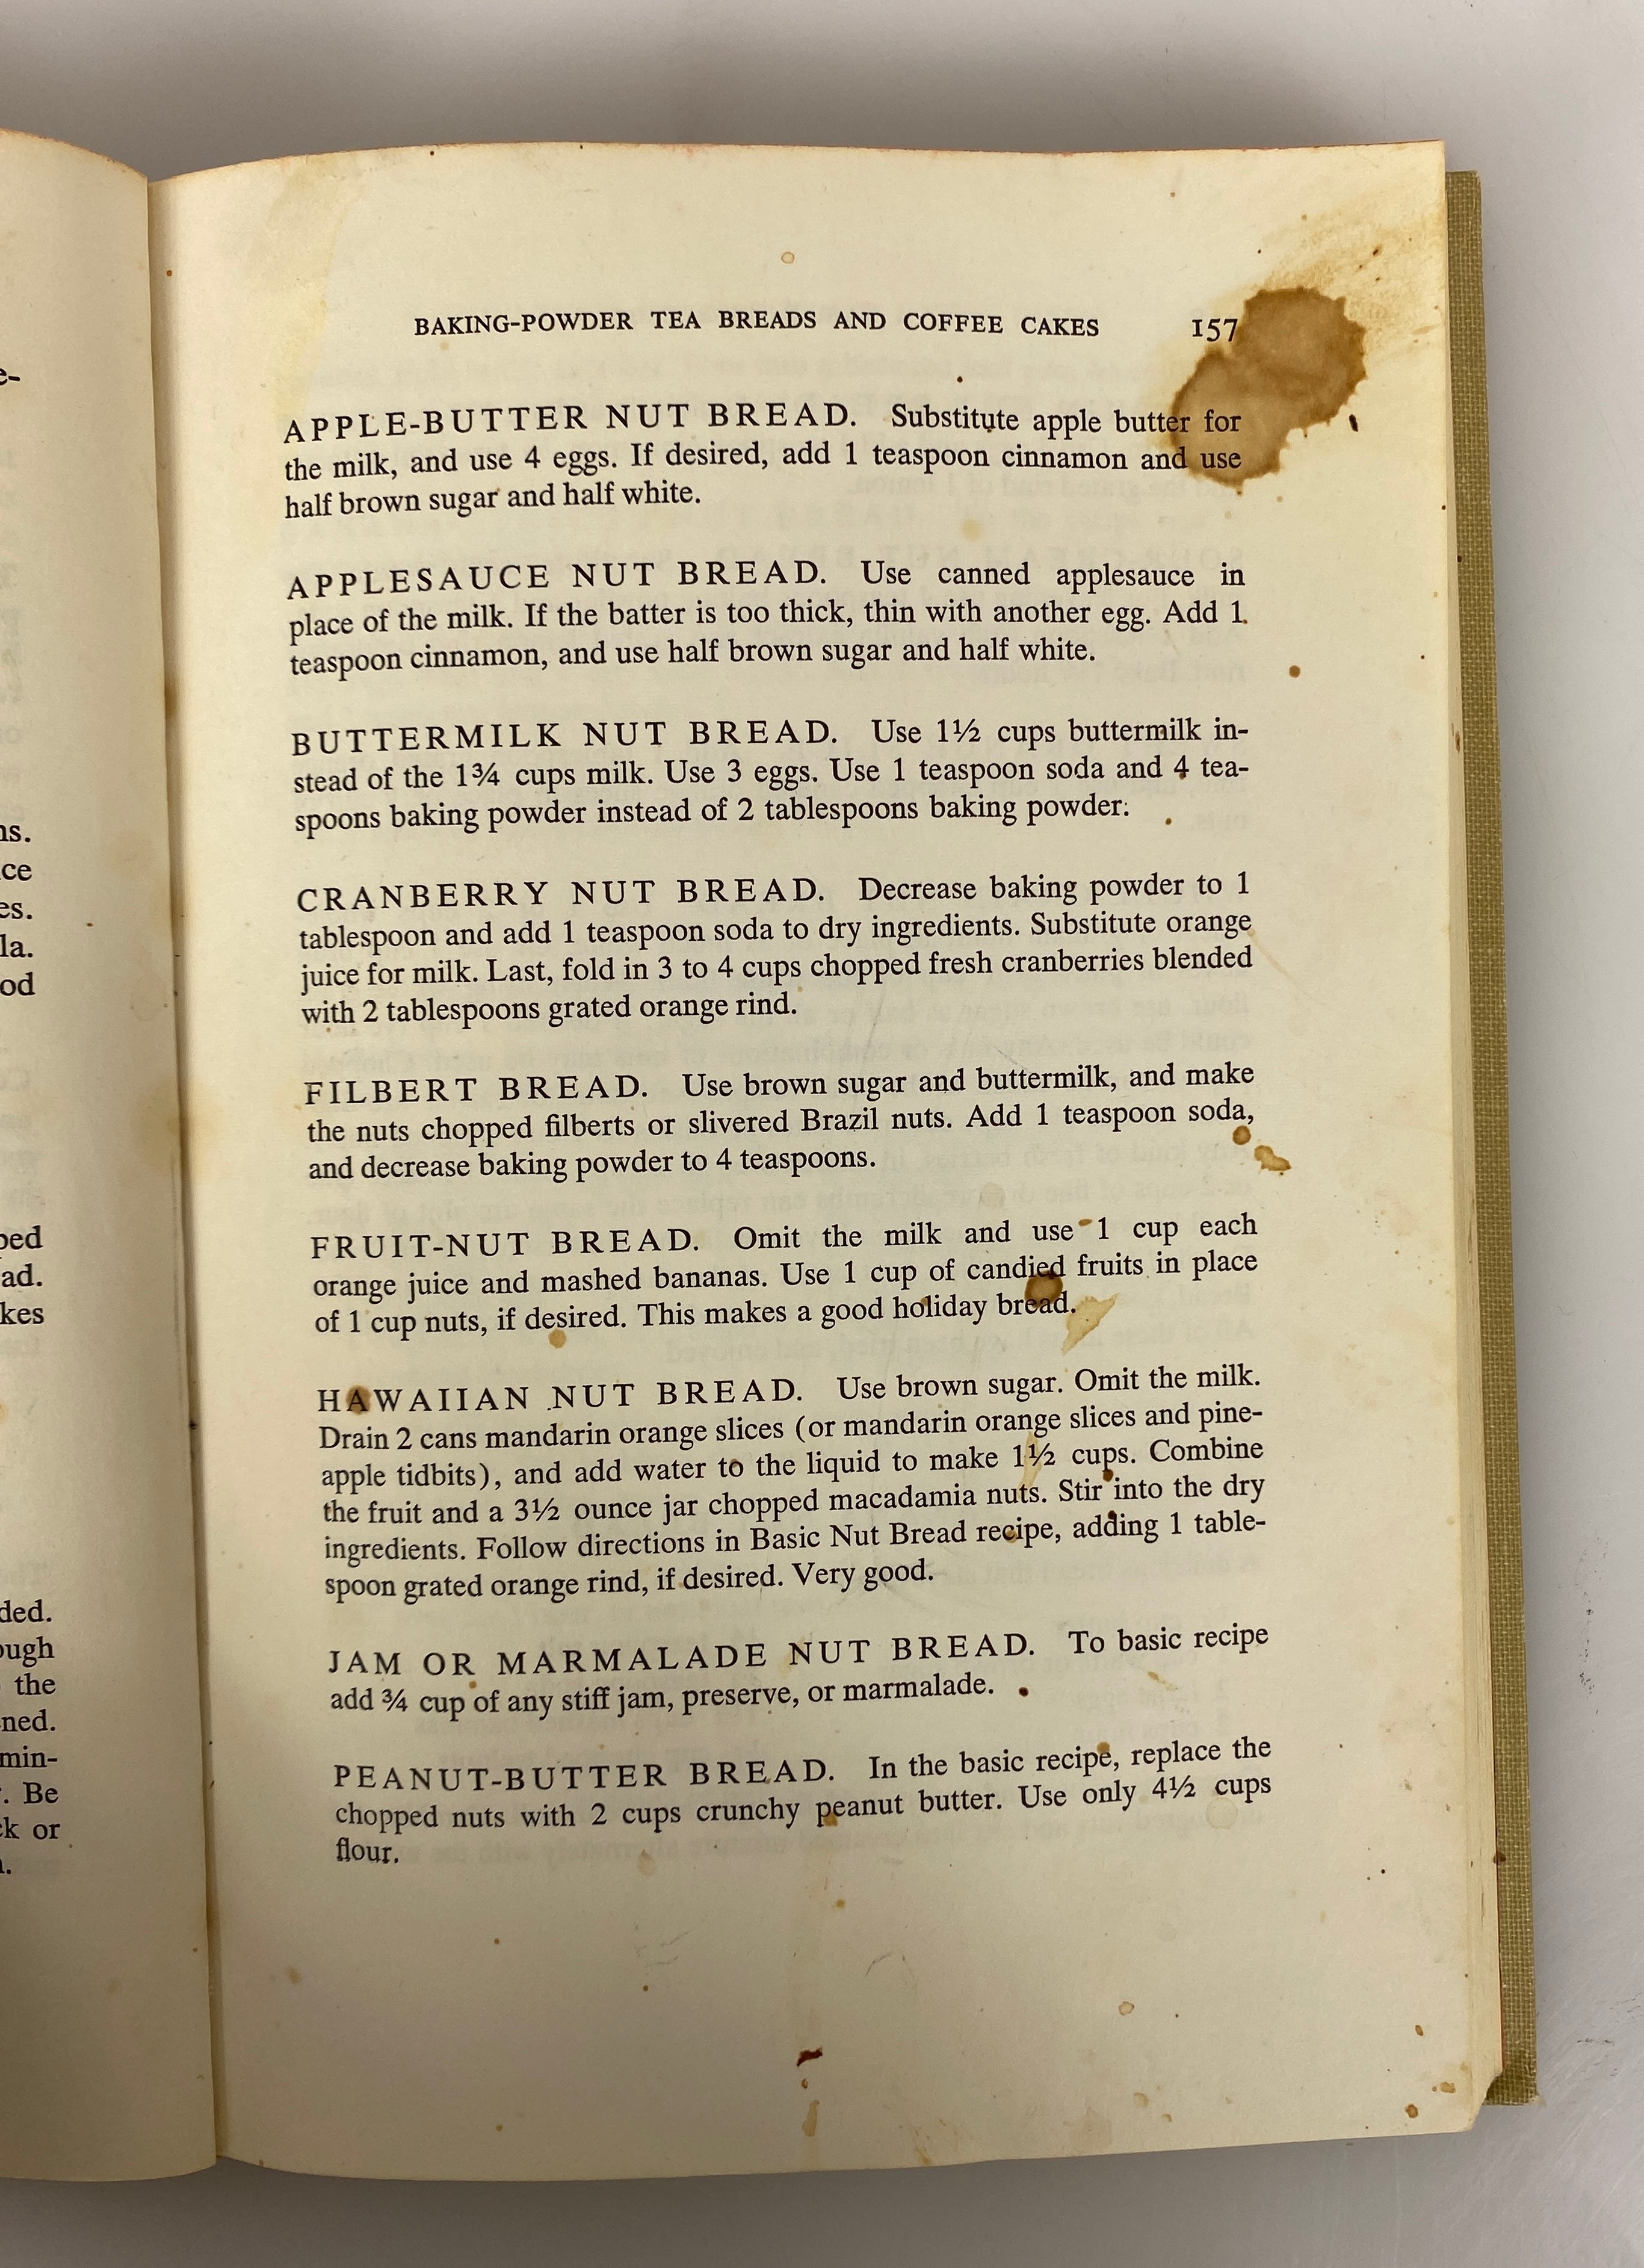 e-
ns.
ce
es.
la.
od
ped
ad.
kes
ded.
ough
the
ned.
min-
. Be
ck or
BAKING-POWDER TEA BREADS AND COFFEE CAKES 157
APPLE-BUTTER NUT BREAD. Substitute apple butter for
the milk, and use 4 eggs. If desired, add 1 teaspoon cinnamon and use
half brown sugar and half white.
APPLESAUCE NUT BREAD. Use canned applesauce in
place of the milk. If the batter is too thick, thin with another egg. Add 1
teaspoon cinnamon, and use half brown sugar and half white.
BUTTERMILK NUT BREAD. Use 1½ cups buttermilk in-
stead of the 1¾ cups milk. Use 3 eggs. Use 1 teaspoon soda and 4 tea-
spoons baking powder instead of 2 tablespoons baking powder.
CRANBERRY NUT BREAD. Decrease baking powder to 1
tablespoon and add 1 teaspoon soda to dry ingredients. Substitute orange
juice for milk. Last, fold in 3 to 4 cups chopped fresh cranberries blended
with 2 tablespoons grated orange rind.
FILBERT BREAD. Use brown sugar and buttermilk, and make
the nuts chopped filberts or slivered Brazil nuts. Add 1 teaspoon soda,
and decrease baking powder to 4 teaspoons.
FRUIT-NUT BREAD. Omit the milk and use 1 cup each
orange juice and mashed bananas. Use 1 cup of candied fruits in place
of 1 cup nuts, if desired. This makes a good holiday bread.
HAWAIIAN NUT BREAD. Use brown sugar. Omit the milk.
Drain 2 cans mandarin orange slices (or mandarin orange slices and pine-
apple tidbits), and add water to the liquid to make 1½ cups. Combine
the fruit and a 3½ ounce jar chopped macadamia nuts. Stir into the dry
ingredients. Follow directions in Basic Nut Bread recipe, adding 1 table-
spoon grated orange rind, if desired. Very good.
JAM OR MARMALADE NUT BREAD. To basic recipe
add ¾ cup of any stiff jam, preserve, or marmalade.
PEANUT-BUTTER BREAD. In the basic recipe, replace the
chopped nuts with 2 cups crunchy peanut butter. Use only 4½ cups
flour.